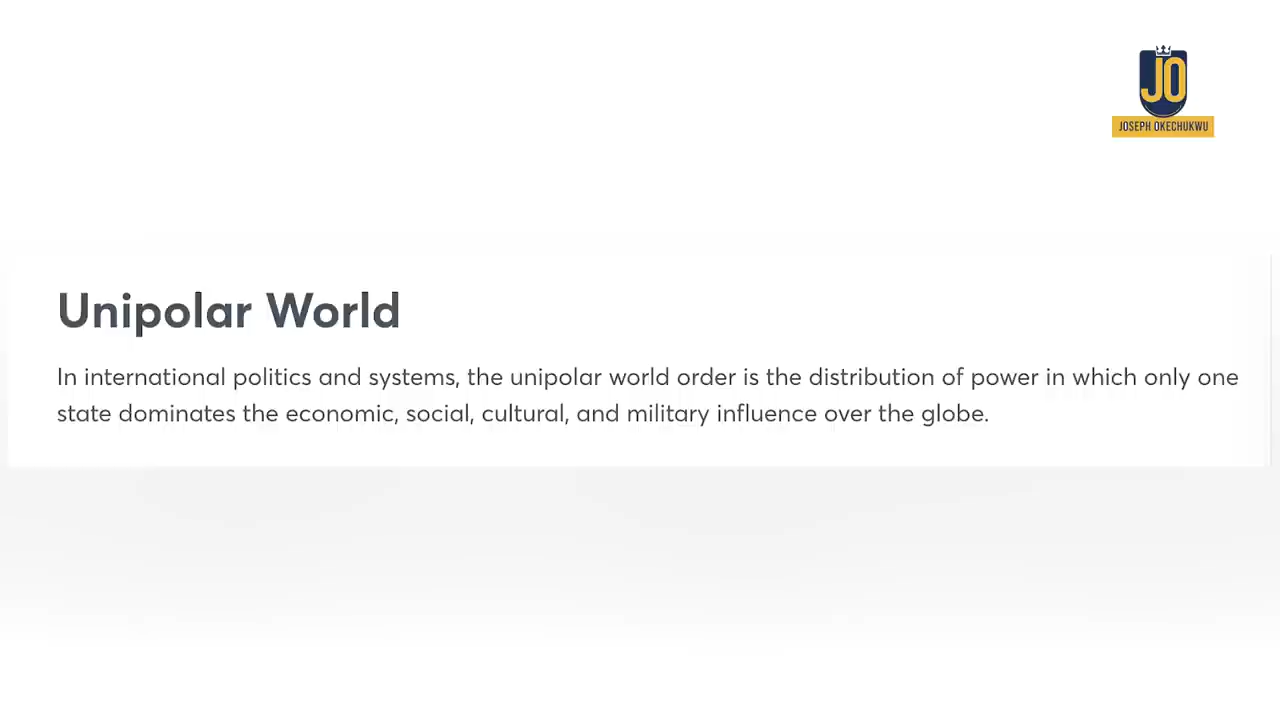 JO
JOSEPH OKECHUKWU
Unipolar World
In international politics and systems, the unipolar world order is the distribution of power in which only one
state dominates the economic, social, cultural, and military influence over the globe.